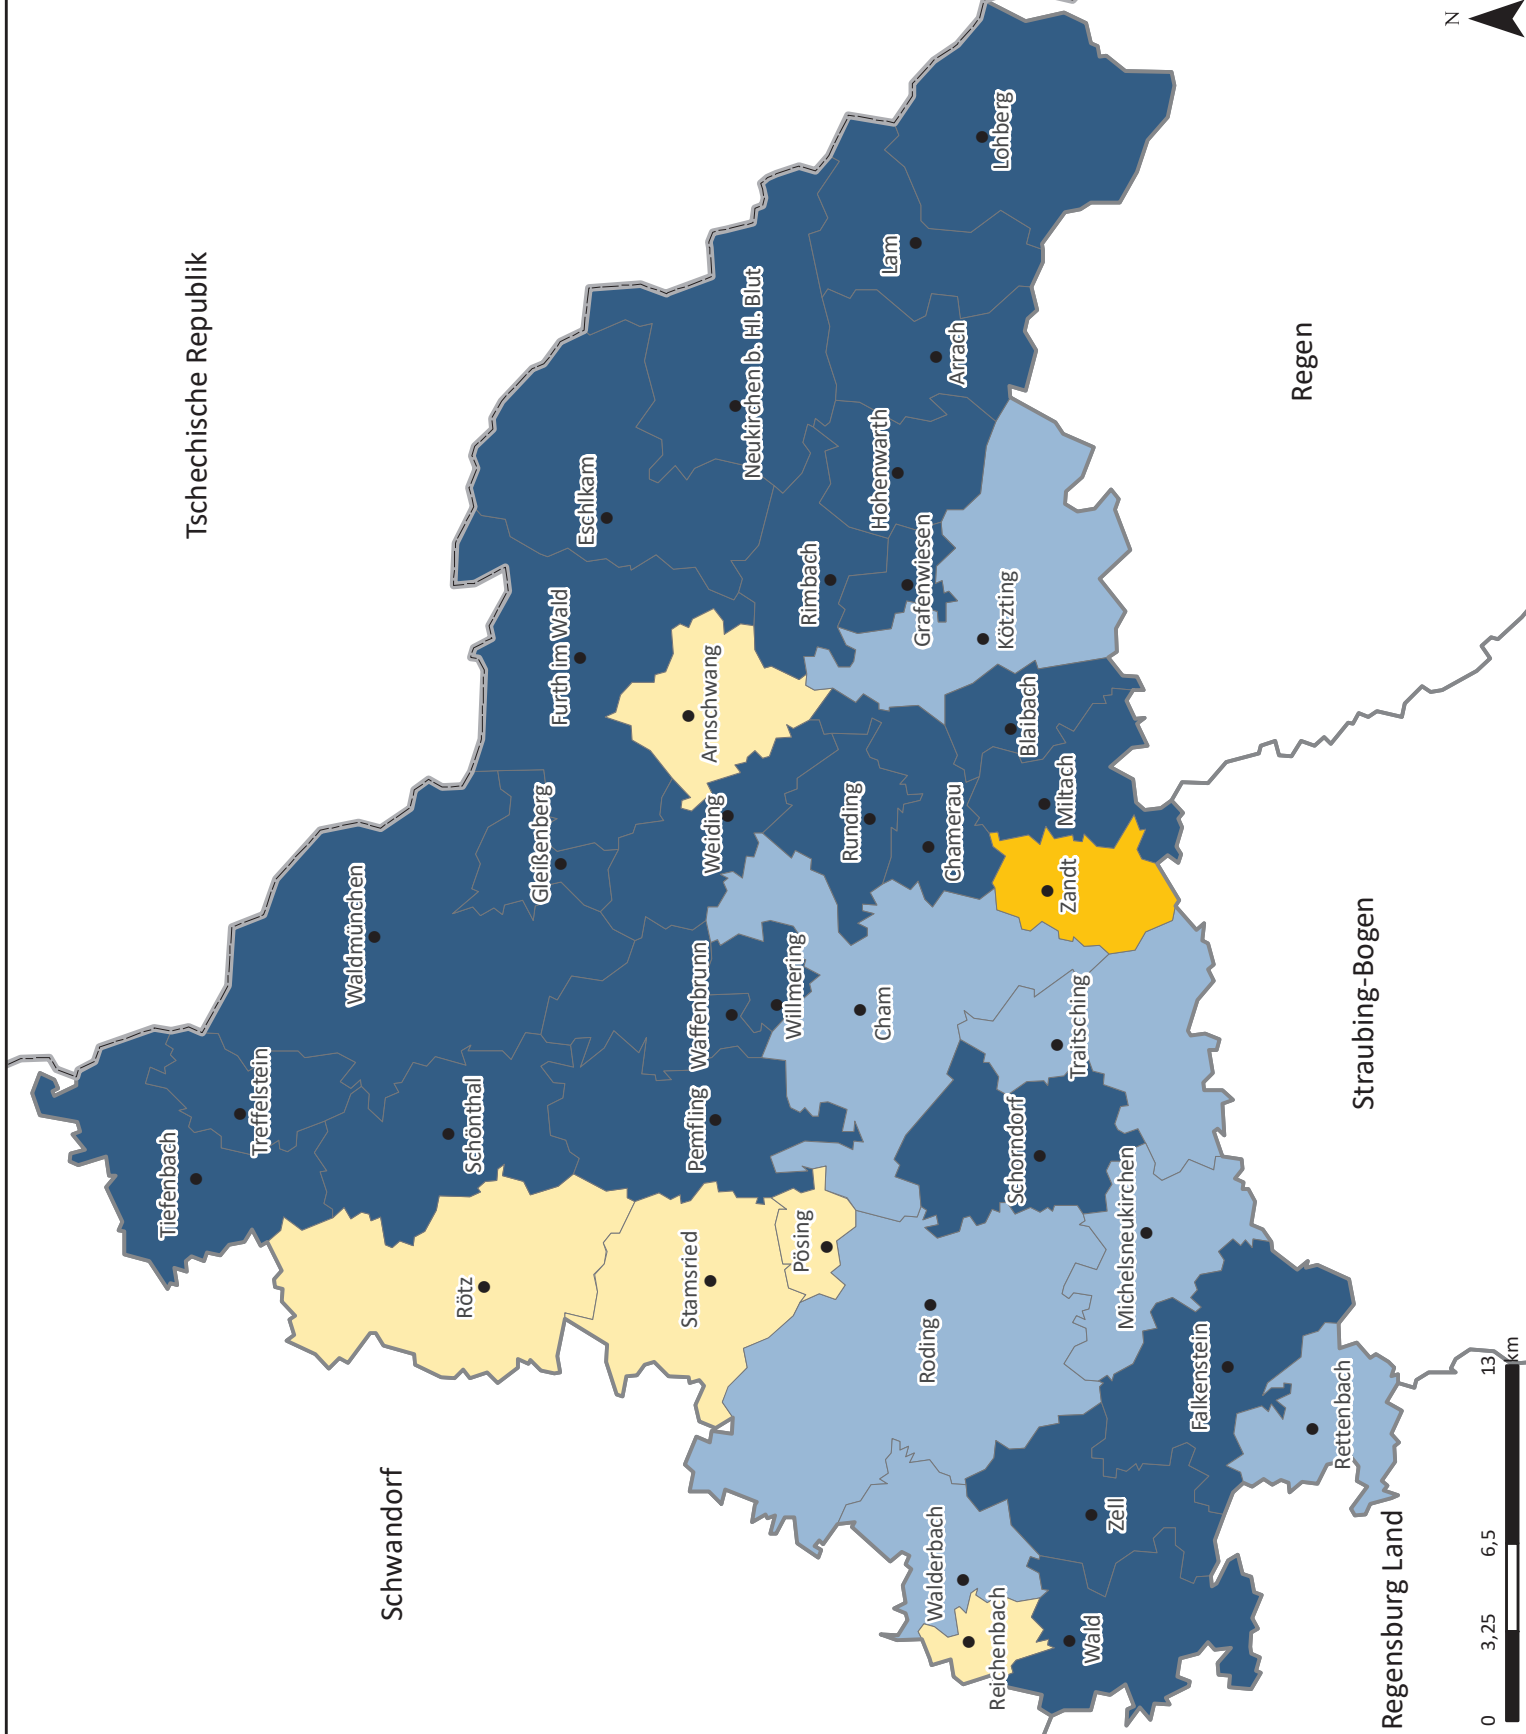 Tschechische Republik
Schwandorf
Regen
Straubing-Bogen
Regensburg Land
Tiefenbach
Treffelstein
Waldmünchen
Schönthal
Rötz
Gleißenberg
Furth im Wald
Eschlkam
Neukirchen b. Hl. Blut
Arnschwang
Weiding
Waffenbrunn
Willmering
Pemfling
Stamsried
Pösing
Rimbach
Hohenwarth
Grafenwiesen
Lam
Arrach
Lohberg
Kötzting
Blaibach
Miltach
Runding
Chamerau
Zandt
Cham
Traitsching
Schorndorf
Michelsneukirchen
Roding
Walderbach
Reichenbach
Wald
Zell
Falkenstein
Rettenbach
N
0 3,25 6,5 13
km